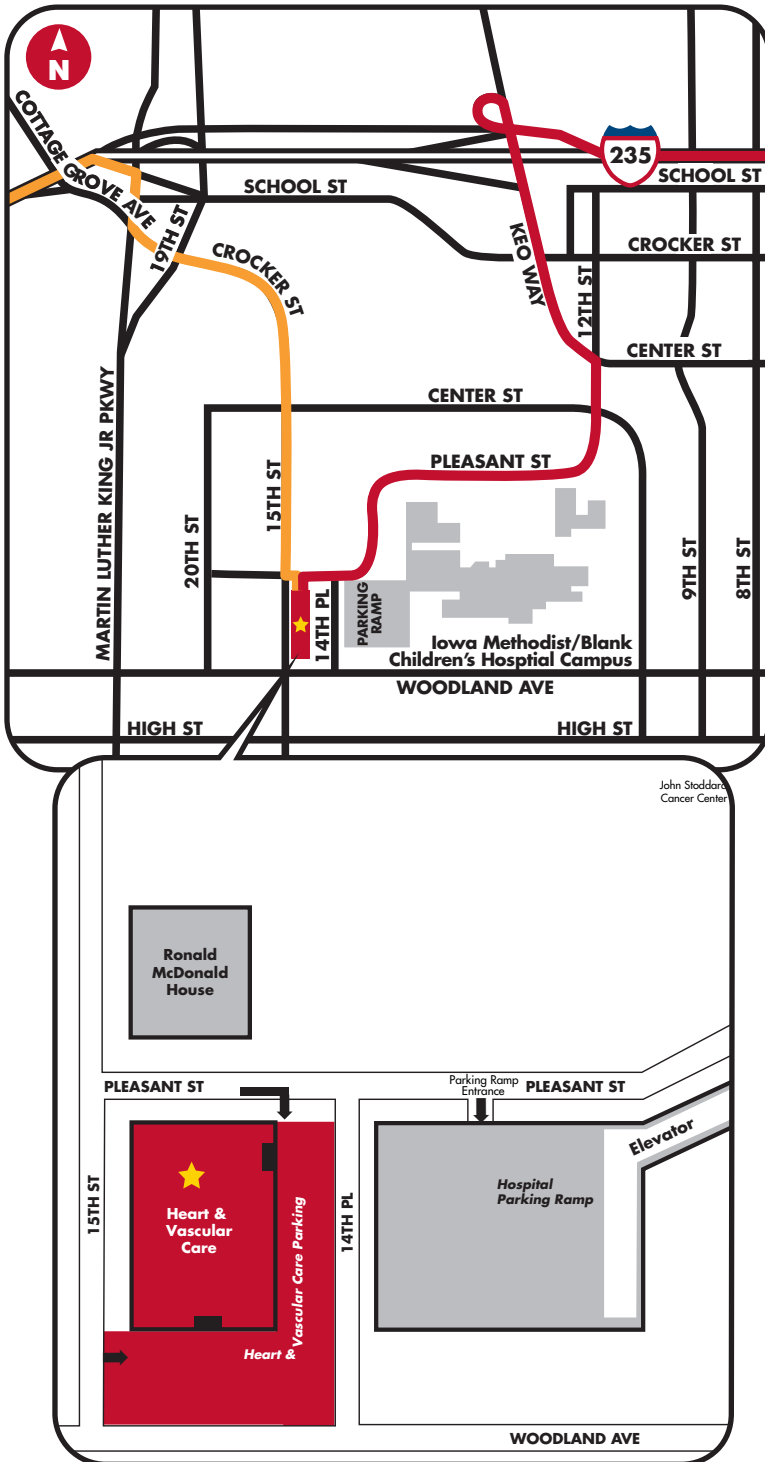 N
COTTAGE GROVE AVE
235
SCHOOL ST
SCHOOL ST
19TH ST
CROCKER ST
KEO WAY
12TH ST
CROCKER ST
CENTER ST
CENTER ST
MARTIN LUTHER KING JR PKWY
PLEASANT ST
15TH ST
20TH ST
9TH ST
8TH ST
14TH PL
PARKING
RAMP
Iowa Methodist/Blank
Children's Hosptial Campus
WOODLAND AVE
HIGH ST
HIGH ST
John Stoddard
Cancer Center
Ronald
McDonald
House
PLEASANT ST
Parking Ramp
Entrance
PLEASANT ST
Elevator
15TH ST
Heart &
Vascular
Care
Heart &
Vascular Care Parking
14TH PL
Hospital
Parking Ramp
WOODLAND AVE